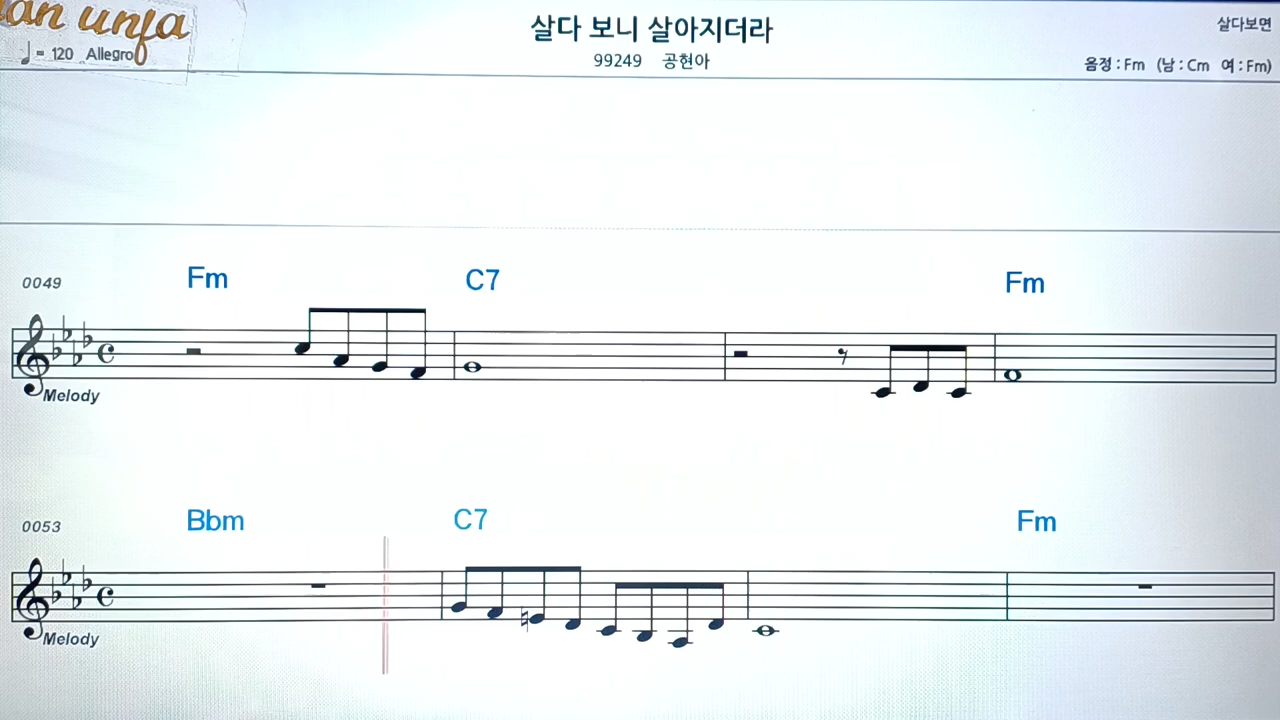 살다 보니 살아지더라
살다보면
♩= 120 Allegro
99249 공현아
음정 : Fm (남 : Cm 여 : Fm)
0049 Fm C7 Fm
Melody
0053 Bbm C7 Fm
Melody